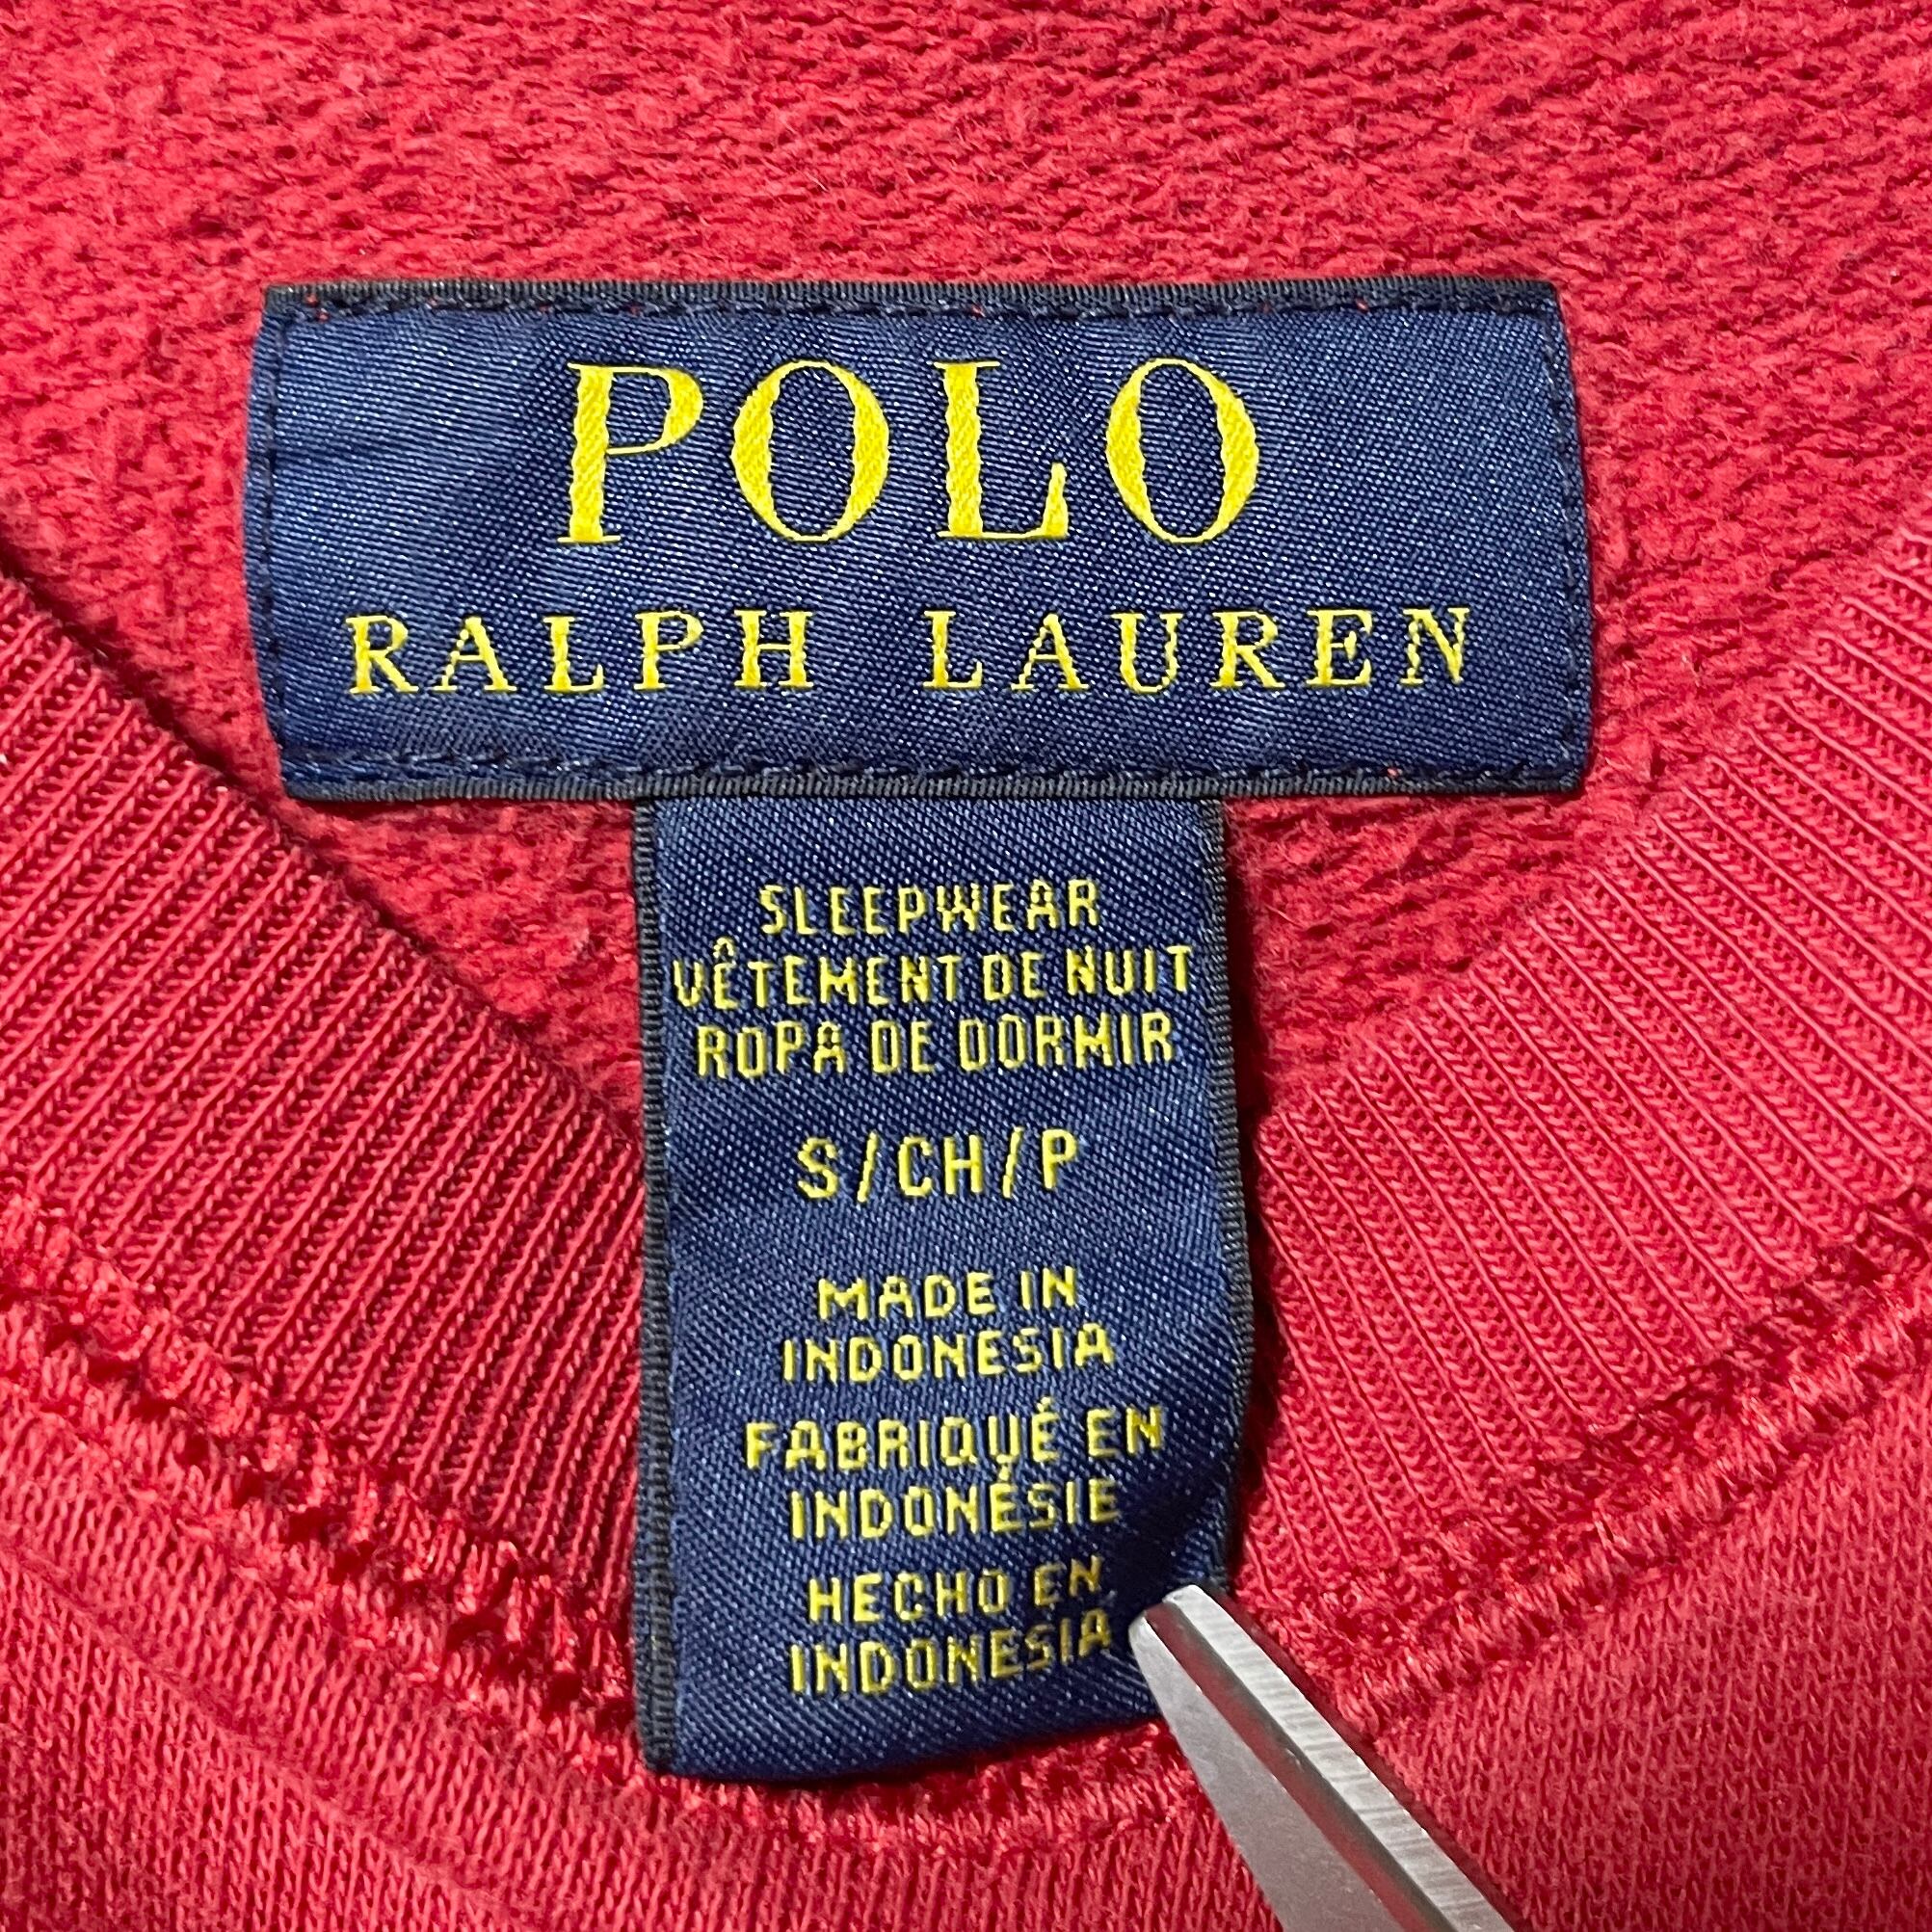 POLO
RALPH LAUREN
SLEEPWEAR
VÊTEMENT DE NUIT
ROPA DE DORMIR
S/CH/P
MADE IN
INDONESIA
FABRIQUÉ EN
INDONÉSIE
HECHO EN
INDONESIA